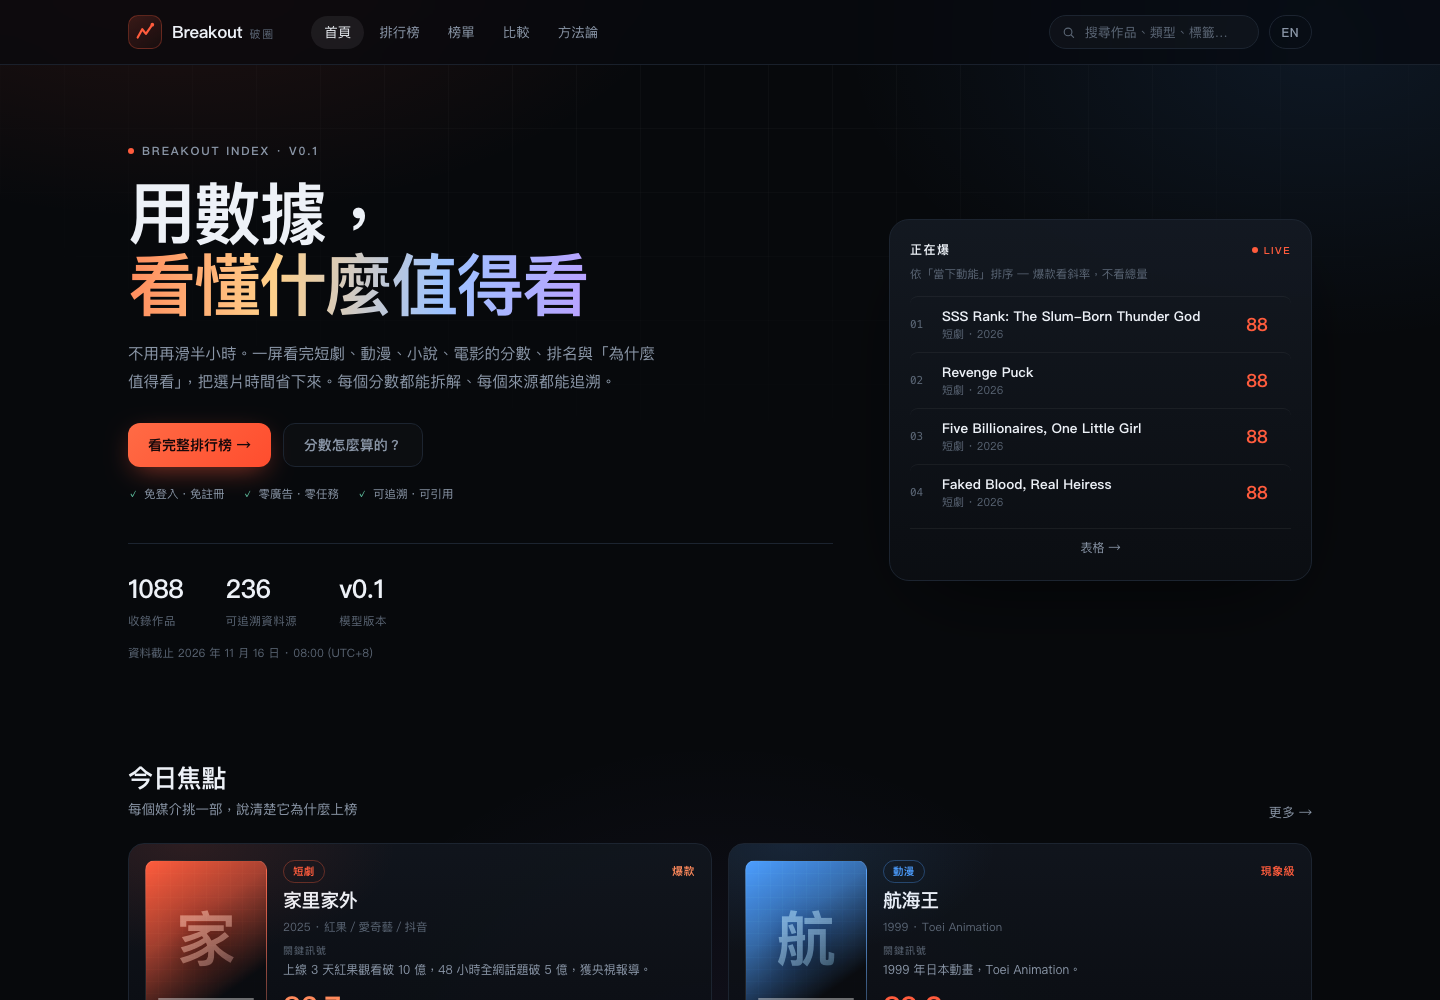 Breakout 破圈
首頁
排行榜
榜單
比較
方法論
搜尋作品、類型、標籤…
EN
BREAKOUT INDEX · V0.1
用數據，
看懂什麼值得看
不用再滑半小時。一屏看完短劇、動漫、小說、電影的分數、排名與「為什麼
值得看」，把選片時間省下來。每個分數都能拆解、每個來源都能追溯。
看完整排行榜 →
分數怎麼算的？
✓ 免登入 · 免註冊
✓ 零廣告 · 零任務
✓ 可追溯 · 可引用
1088
收錄作品
236
可追溯資料源
v0.1
模型版本
資料截止 2026 年 11 月 16 日 · 08:00 (UTC+8)
正在爆
LIVE
依「當下動能」排序 — 爆款看斜率，不看總量
01
SSS Rank: The Slum-Born Thunder God
短劇 · 2026
88
02
Revenge Puck
短劇 · 2026
88
03
Five Billionaires, One Little Girl
短劇 · 2026
88
04
Faked Blood, Real Heiress
短劇 · 2026
88
表格 →
今日焦點
每個媒介挑一部，說清楚它為什麼上榜
更多 →
家
短劇
爆款
家里家外
2025 · 紅果 / 愛奇藝 / 抖音
關鍵訊號
上線 3 天紅果觀看破 10 億，48 小時全網話題破 5 億，獲央視報導。
航
動漫
現象級
航海王
1999 · Toei Animation
關鍵訊號
1999 年日本動畫，Toei Animation。